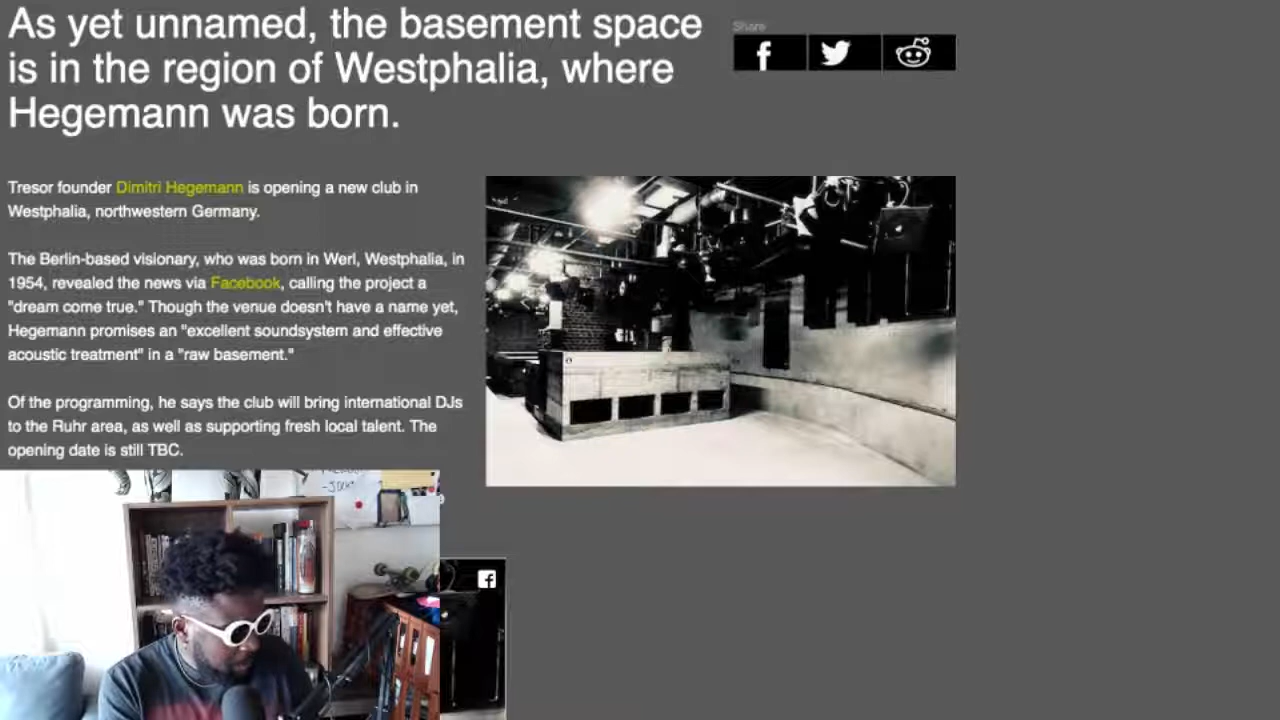 As yet unnamed, the basement space
is in the region of Westphalia, where
Hegemann was born.
Share
Tresor founder Dimitri Hegemann is opening a new club in
Westphalia, northwestern Germany.
The Berlin-based visionary, who was born in Werl, Westphalia, in
1954, revealed the news via Facebook, calling the project a
"dream come true." Though the venue doesn't have a name yet,
Hegemann promises an "excellent soundsystem and effective
acoustic treatment" in a "raw basement."
Of the programming, he says the club will bring international DJs
to the Ruhr area, as well as supporting fresh local talent. The
opening date is still TBC.